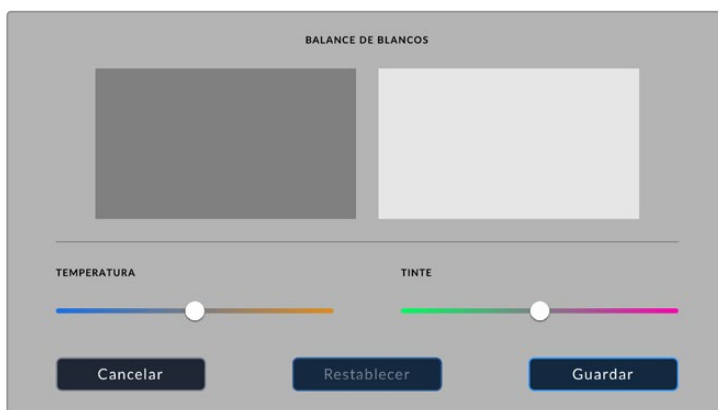 BALANCE DE BLANCOS
TEMPERATURA
TINTE
Cancelar
Restablecer
Guardar